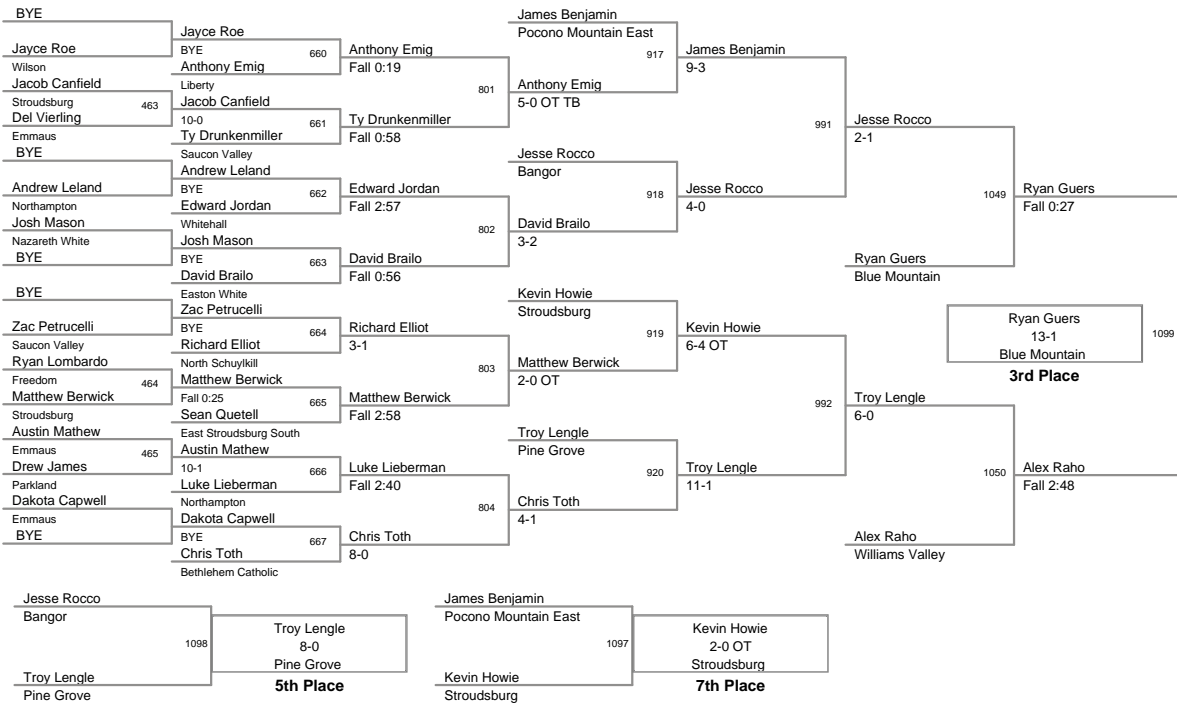 BYE
Jayce Roe
Wilson
Jacob Canfield
Stroudsburg
463
Del Vierling
Emmaus
BYE
Andrew Leland
Northampton
Josh Mason
Nazareth White
BYE
BYE
Zac Petrucelli
Saucon Valley
Ryan Lombardo
Freedom
464
Matthew Berwick
Stroudsburg
Austin Mathew
Emmaus
465
Drew James
Parkland
Dakota Capwell
Emmaus
BYE
Jayce Roe
BYE
660
Anthony Emig
Liberty
Jacob Canfield
10-0
661
Ty Drunkenmiller
Saucon Valley
Andrew Leland
BYE
662
Edward Jordan
Whitehall
Josh Mason
BYE
663
David Brailo
Easton White
Zac Petrucelli
BYE
664
Richard Elliot
North Schuylkill
Matthew Berwick
Fall 0:25
665
Sean Quetell
East Stroudsburg South
Austin Mathew
10-1
666
Luke Lieberman
Northampton
Dakota Capwell
BYE
667
Chris Toth
Bethlehem Catholic
Anthony Emig
Fall 0:19
801
Ty Drunkenmiller
Fall 0:58
Edward Jordan
Fall 2:57
802
David Brailo
Fall 0:56
Richard Elliot
3-1
803
Matthew Berwick
Fall 2:58
Luke Lieberman
Fall 2:40
804
Chris Toth
8-0
James Benjamin
Pocono Mountain East
917
Anthony Emig
5-0 OT TB
Jesse Rocco
Bangor
918
David Brailo
3-2
Kevin Howie
Stroudsburg
919
Matthew Berwick
2-0 OT
Troy Lengle
Pine Grove
920
Chris Toth
4-1
James Benjamin
9-3
991
Jesse Rocco
4-0
Kevin Howie
6-4 OT
992
Troy Lengle
11-1
Jesse Rocco
2-1
1049
Ryan Guers
Blue Mountain
Troy Lengle
6-0
1050
Alex Raho
Williams Valley
Ryan Guers
Fall 0:27
Ryan Guers
13-1
Blue Mountain
1099
3rd Place
Alex Raho
Fall 2:48
Jesse Rocco
Bangor
1098
Troy Lengle
Pine Grove
Troy Lengle
8-0
Pine Grove
5th Place
James Benjamin
Pocono Mountain East
1097
Kevin Howie
Stroudsburg
Kevin Howie
2-0 OT
Stroudsburg
7th Place